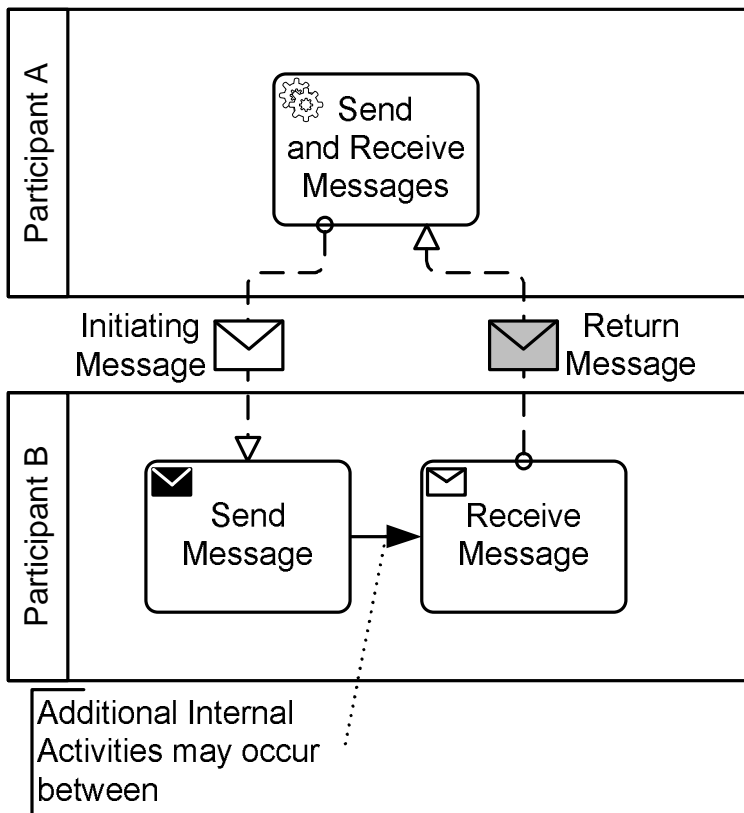 Participant A
Send
and Receive
Messages
Initiating
Message
Return
Message
Participant B
Send
Message
Receive
Message
Additional Internal
Activities may occur
between